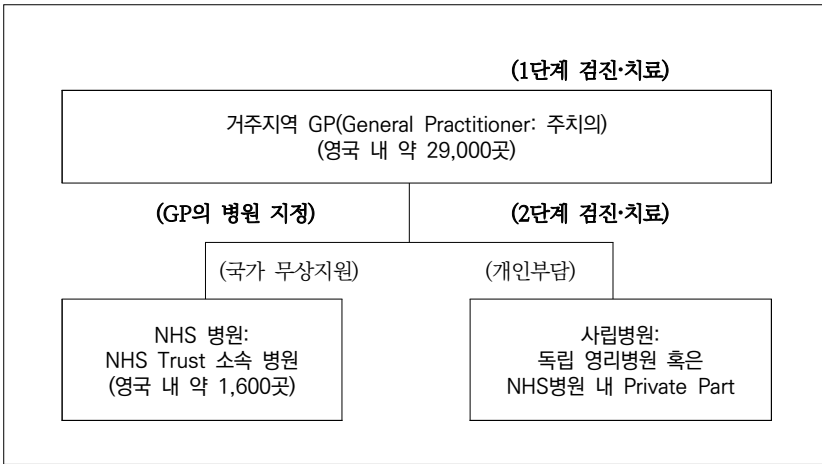 (1단계 검진·치료)
거주지역 GP(General Practitioner: 주치의)
(영국 내 약 29,000곳)
(GP의 병원 지정)
(2단계 검진·치료)
(국가 무상지원)
(개인부담)
NHS 병원:
NHS Trust 소속 병원
(영국 내 약 1,600곳)
사립병원:
독립 영리병원 혹은
NHS병원 내 Private Part